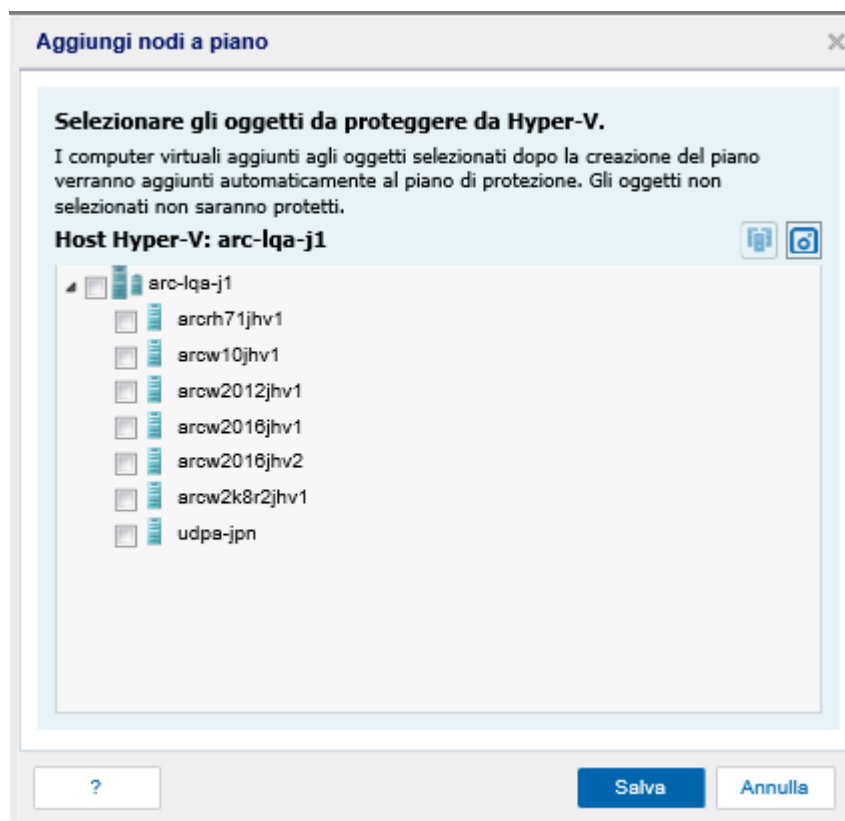 Aggiungi nodi a piano
Selezionare gli oggetti da proteggere da Hyper-V.
I computer virtuali aggiunti agli oggetti selezionati dopo la creazione del piano
verranno aggiunti automaticamente al piano di protezione. Gli oggetti non
selezionati non saranno protetti.
Host Hyper-V: arc-lqa-j1
arc-lqa-j1
arcrh71jhv1
arcw10jhv1
arcw2012jhv1
arcw2016jhv1
arcw2016jhv2
arcw2k8r2jhv1
udpa-jpn
? Salva Annulla